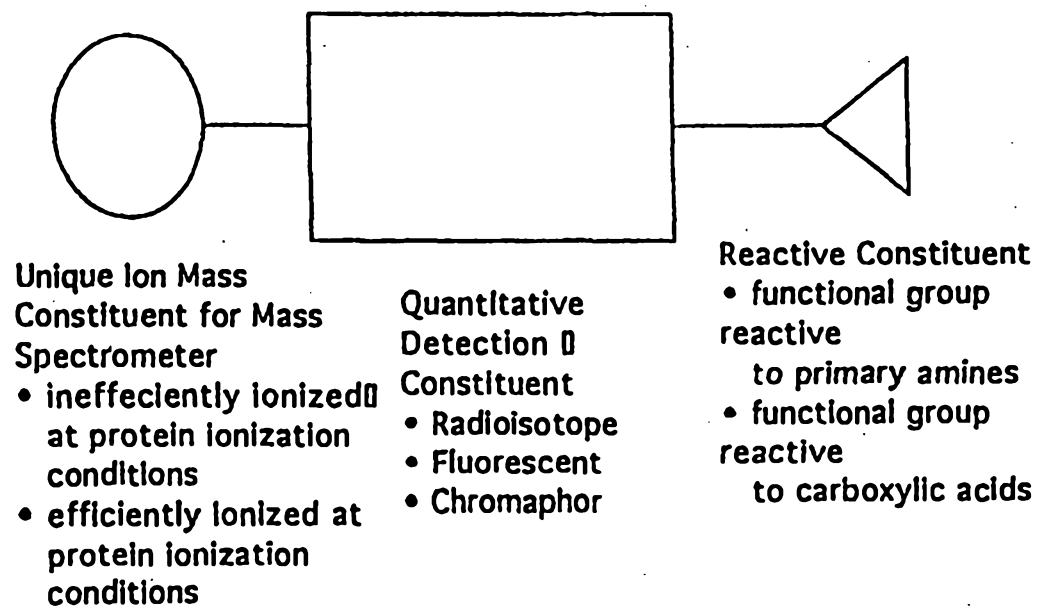 Unique Ion Mass
Constituent for Mass
Spectrometer
• ineffeciently ionized▯
at protein ionization
conditions
• efficiently ionized at
protein ionization
conditions
Quantitative
Detection ▯
Constituent
• Radioisotope
• Fluorescent
• Chromaphor
Reactive Constituent
• functional group
reactive
to primary amines
• functional group
reactive
to carboxylic acids